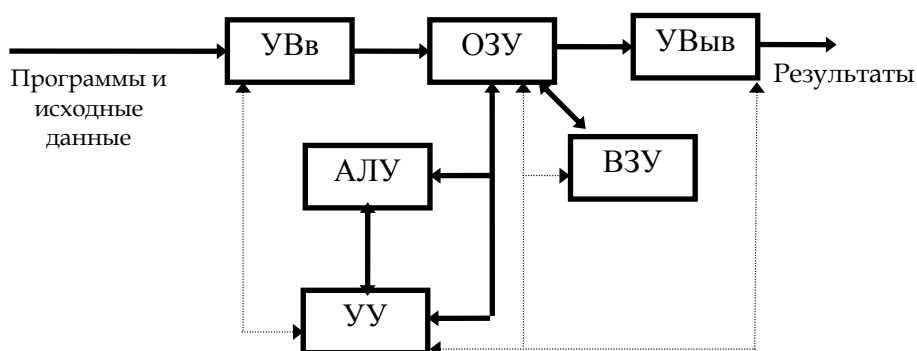 УВв
ОЗУ
УВыв
Программы и
исходные
данные
Результаты
АЛУ
ВЗУ
УУ